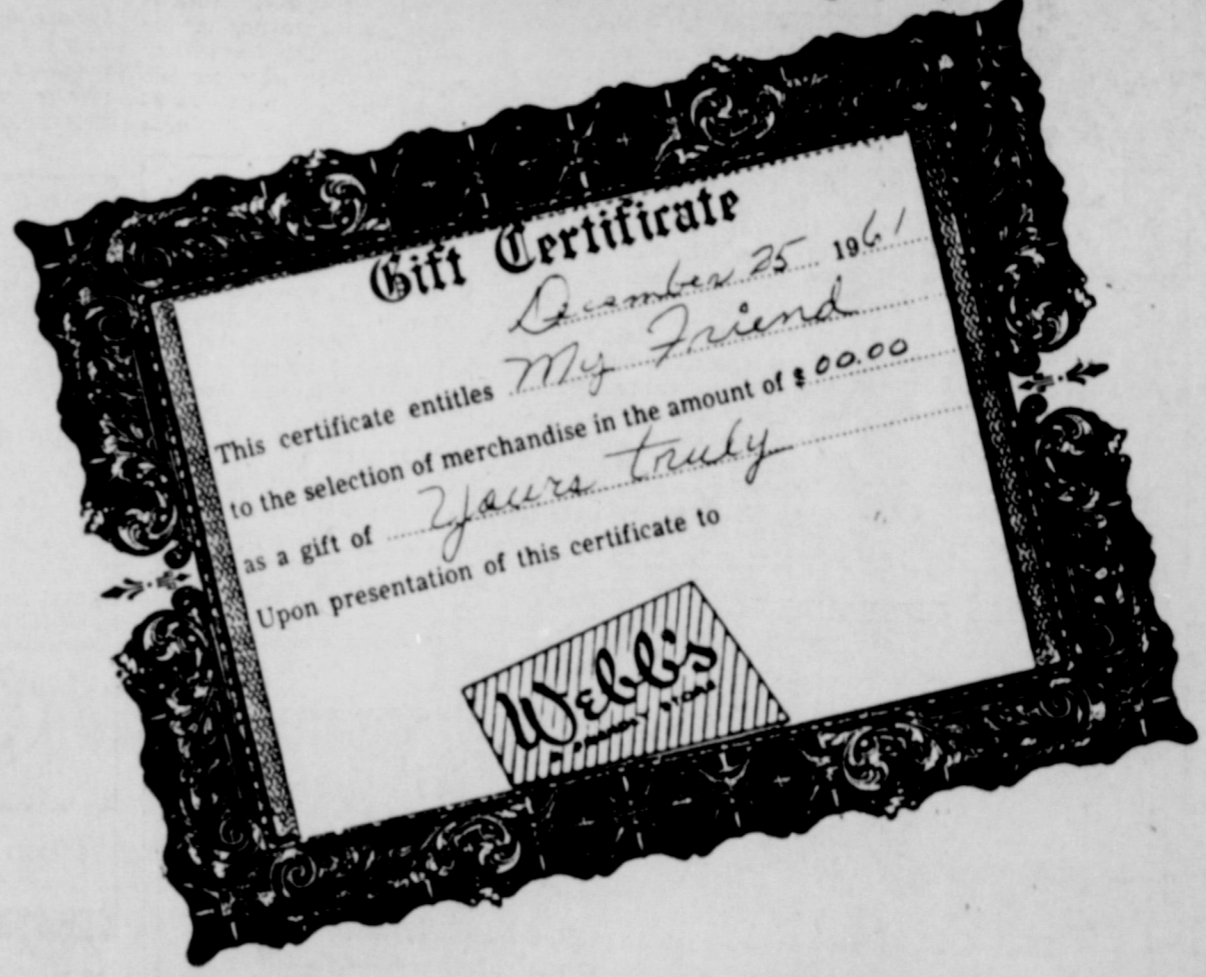 Gift Certificate
December 25 1961
This certificate entitles My Friend
to the selection of merchandise in the amount of $ 00.00
as a gift of Yours truly
Upon presentation of this certificate to
Webb's